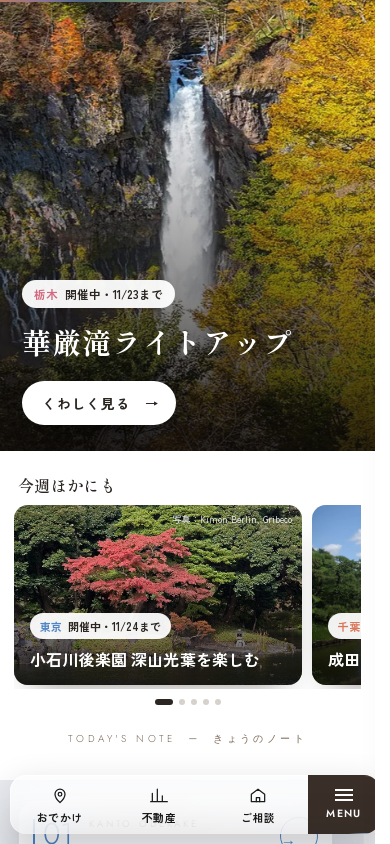 栃木 開催中・11/23まで
華厳滝ライトアップ
くわしく見る →
今週ほかにも
写真：Kimon Berlin, Gribeco
東京 開催中・11/24まで
小石川後楽園 深山光葉を楽しむ
千葉
成田
TODAY'S NOTE — きょうのノート
おでかけ
不動産
ご相談
MENU